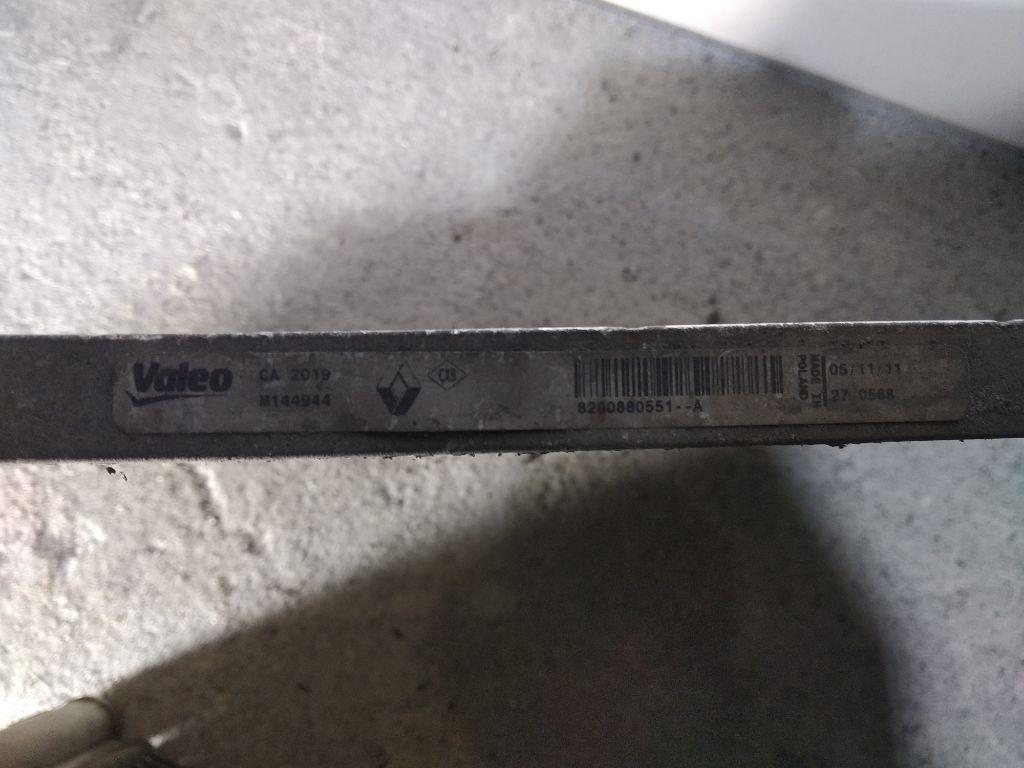 Valeo
CA 2019
M144944
8200880551--A
MADE IN
POLAND
05/11/11
27 0568